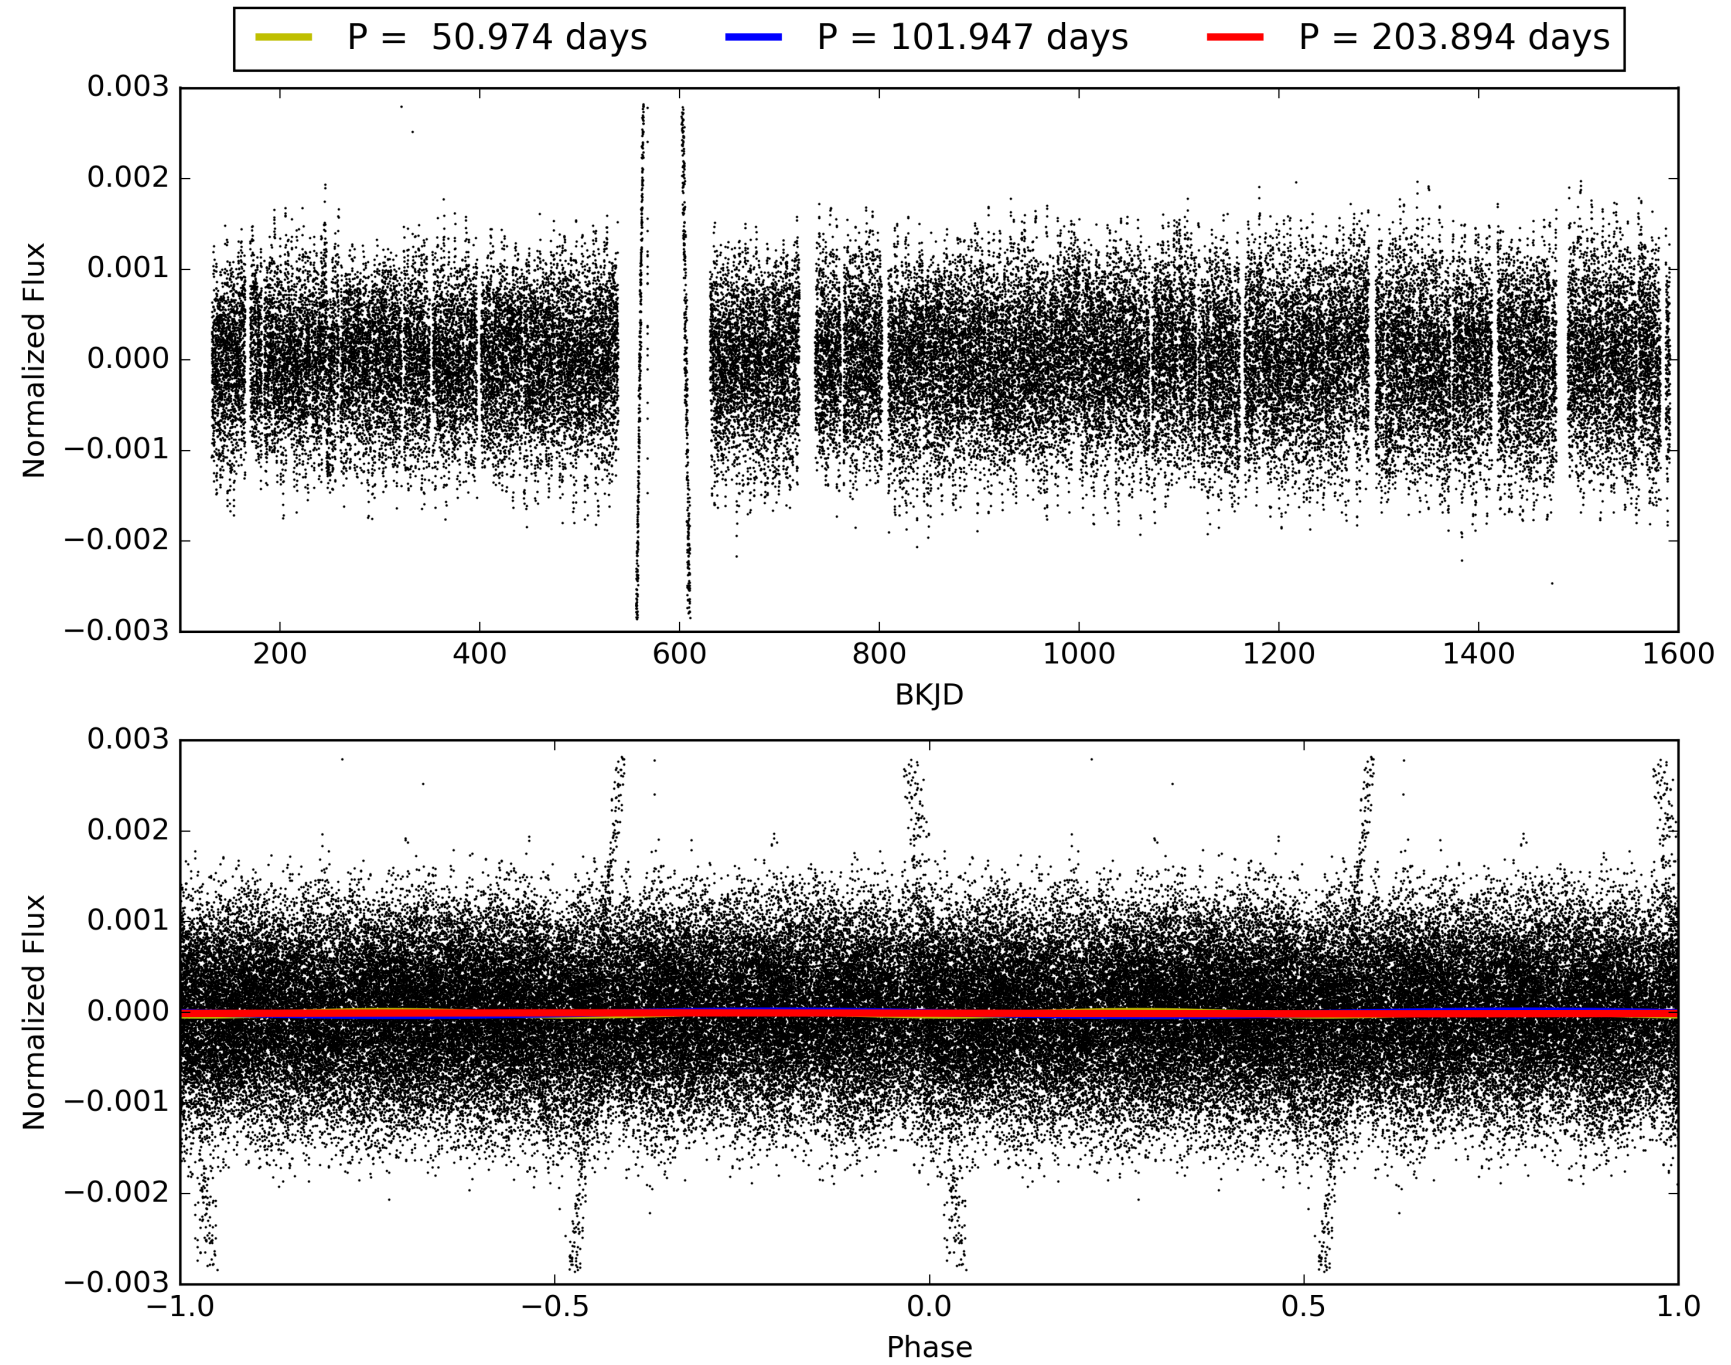 P =  50.974 days P = 101.947 days P = 203.894 days
0.003
0.002
0.001
0.000
−0.001
−0.002
−0.003
Normalized Flux
200 400 600 800 1000 1200 1400 1600
BKJD
0.003
0.002
0.001
0.000
−0.001
−0.002
−0.003
Normalized Flux
−1.0 −0.5 0.0 0.5 1.0
Phase